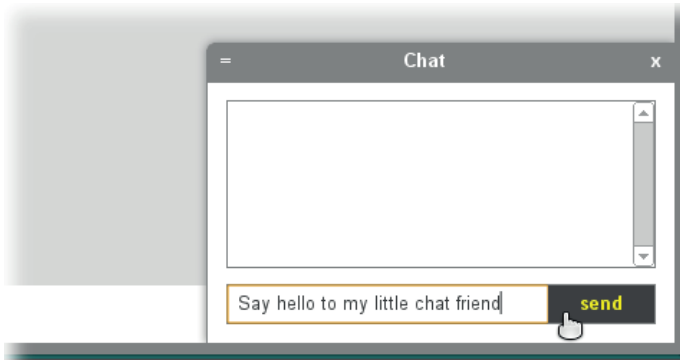 = Chat x
Say hello to my little chat friend
send